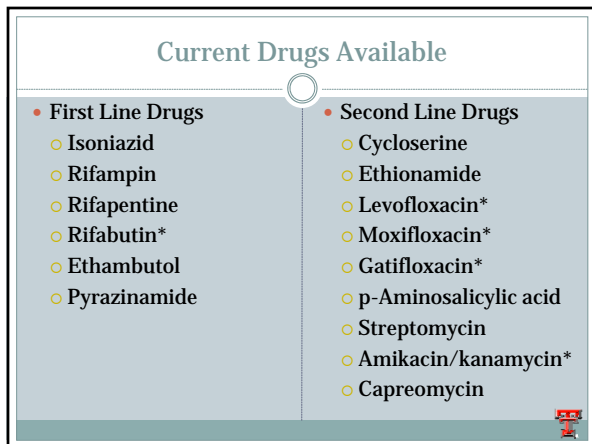 Current Drugs Available
• First Line Drugs
○ Isoniazid
○ Rifampin
○ Rifapentine
○ Rifabutin*
○ Ethambutol
○ Pyrazinamide
• Second Line Drugs
○ Cycloserine
○ Ethionamide
○ Levofloxacin*
○ Moxifloxacin*
○ Gatifloxacin*
○ p-Aminosalicylic acid
○ Streptomycin
○ Amikacin/kanamycin*
○ Capreomycin